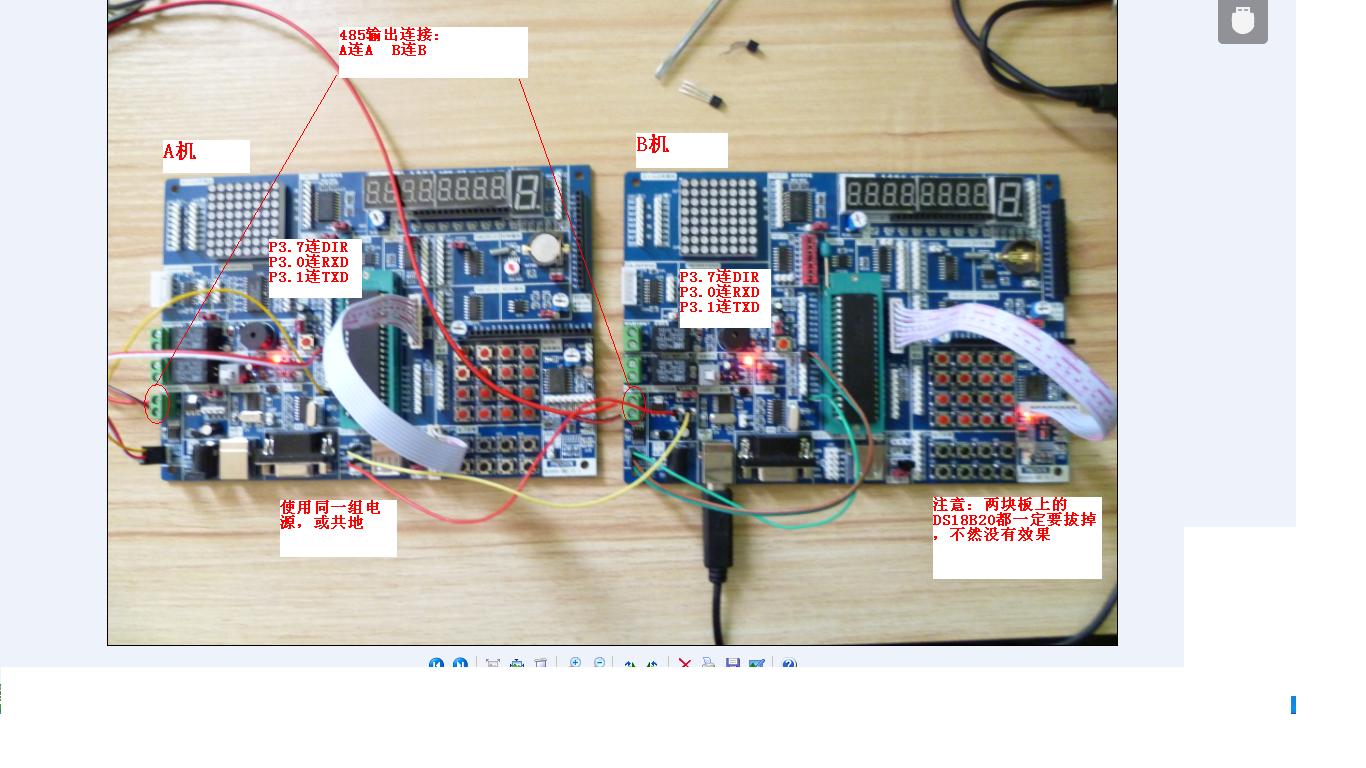 485输出连接：
A连A B连B
A机
B机
P3.7连DIR
P3.0连RXD
P3.1连TXD
P3.7连DIR
P3.0连RXD
P3.1连TXD
使用同一组电
源，或共地
注意：两块板上的
DS18B20都一定要拔掉
，不然没有效果